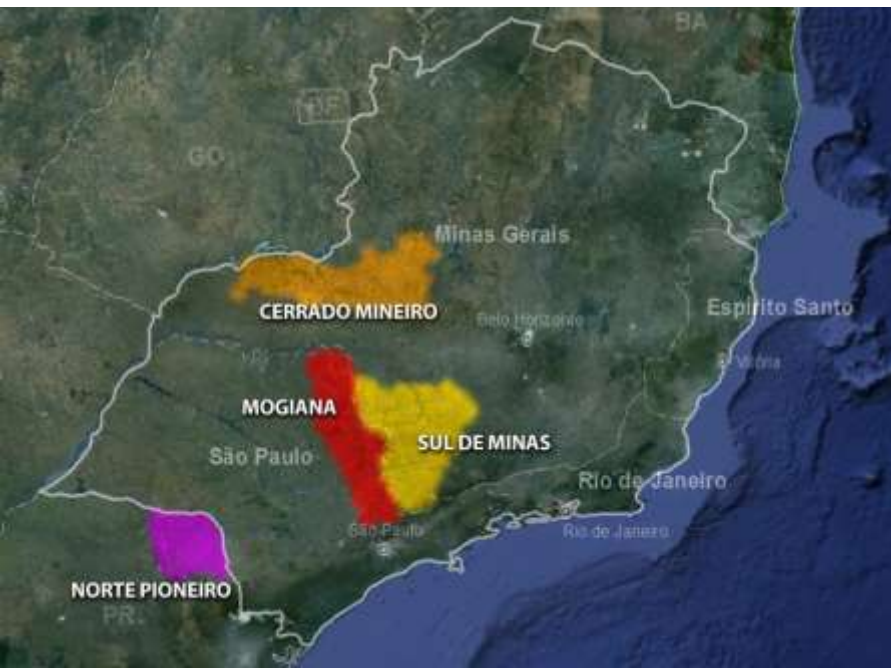 BA
DF
GO
Minas Gerais
CERRADO MINEIRO
Belo Horizonte
Espírito Santo
Vitória
MOGIANA
SUL DE MINAS
São Paulo
Rio de Janeiro
São Paulo
Rio de Janeiro
NORTE PIONEIRO
PR